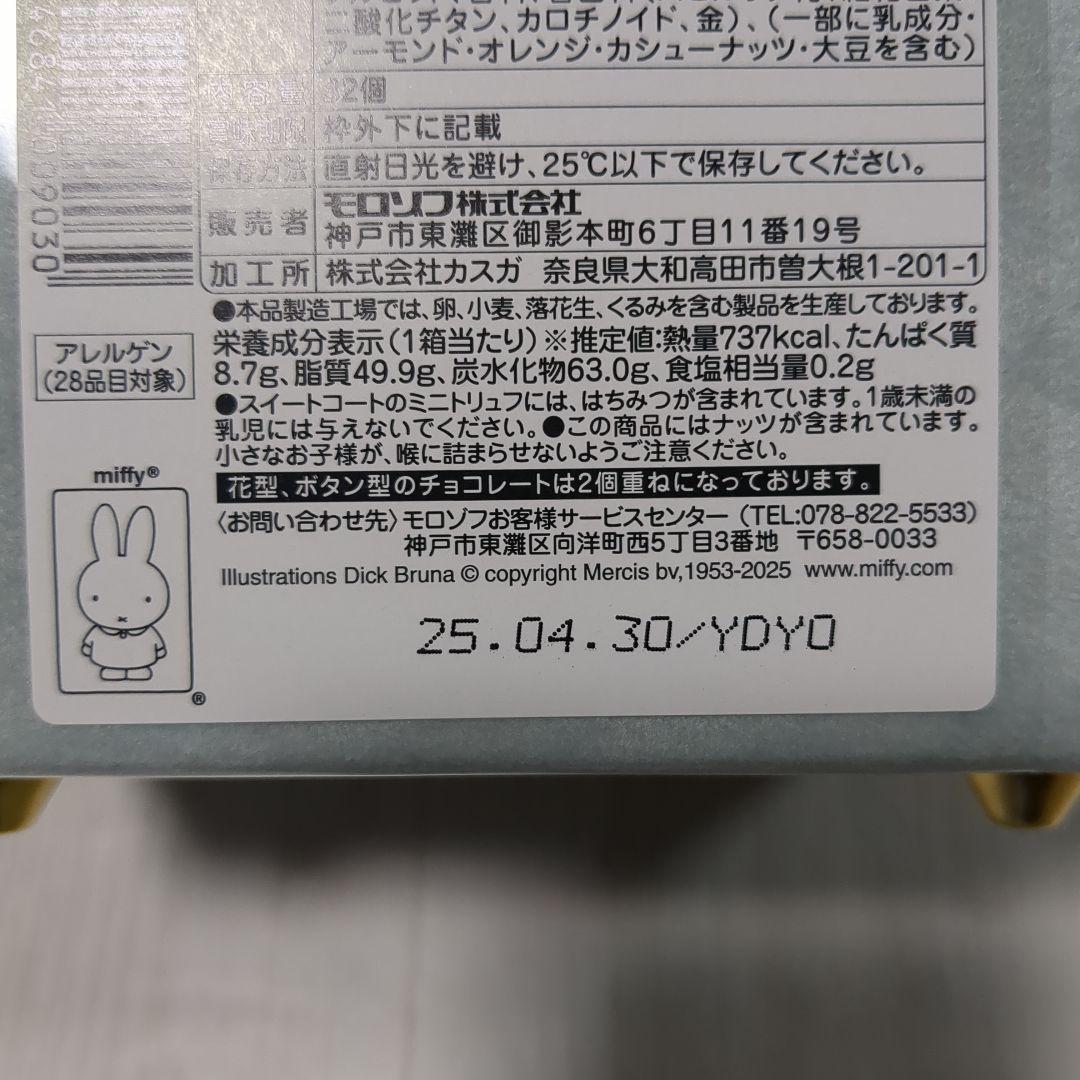 二酸化チタン、カロチノイド、金)、(一部に乳成分・
アーモンド・オレンジ・カシューナッツ・大豆を含む)
内容量 32個
賞味期限 枠外下に記載
保存方法 直射日光を避け、25℃以下で保存してください。
販売者 モロゾフ株式会社
神戸市東灘区御影本町6丁目11番19号
加工所 株式会社カスガ 奈良県大和高田市曽大根1-201-1
●本品製造工場では、卵、小麦、落花生、くるみを含む製品を生産しております。
アレルゲン
(28品目対象)
栄養成分表示(1箱当たり)※推定値:熱量737kcal、たんぱく質
8.7g、脂質49.9g、炭水化物63.0g、食塩相当量0.2g
●スイートコートのミニトリュフには、はちみつが含まれています。1歳未満の
乳児には与えないでください。●この商品にはナッツが含まれています。
小さなお子様が、喉に詰まらせないようご注意ください。
花型、ボタン型のチョコレートは2個重ねになっております。
〈お問い合わせ先〉モロゾフお客様サービスセンター(TEL:078-822-5533)
神戸市東灘区向洋町西5丁目3番地 〒658-0033
Illustrations Dick Bruna © copyright Mercis bv,1953-2025 www.miffy.com
miffy®
®
25.04.30/YDY0